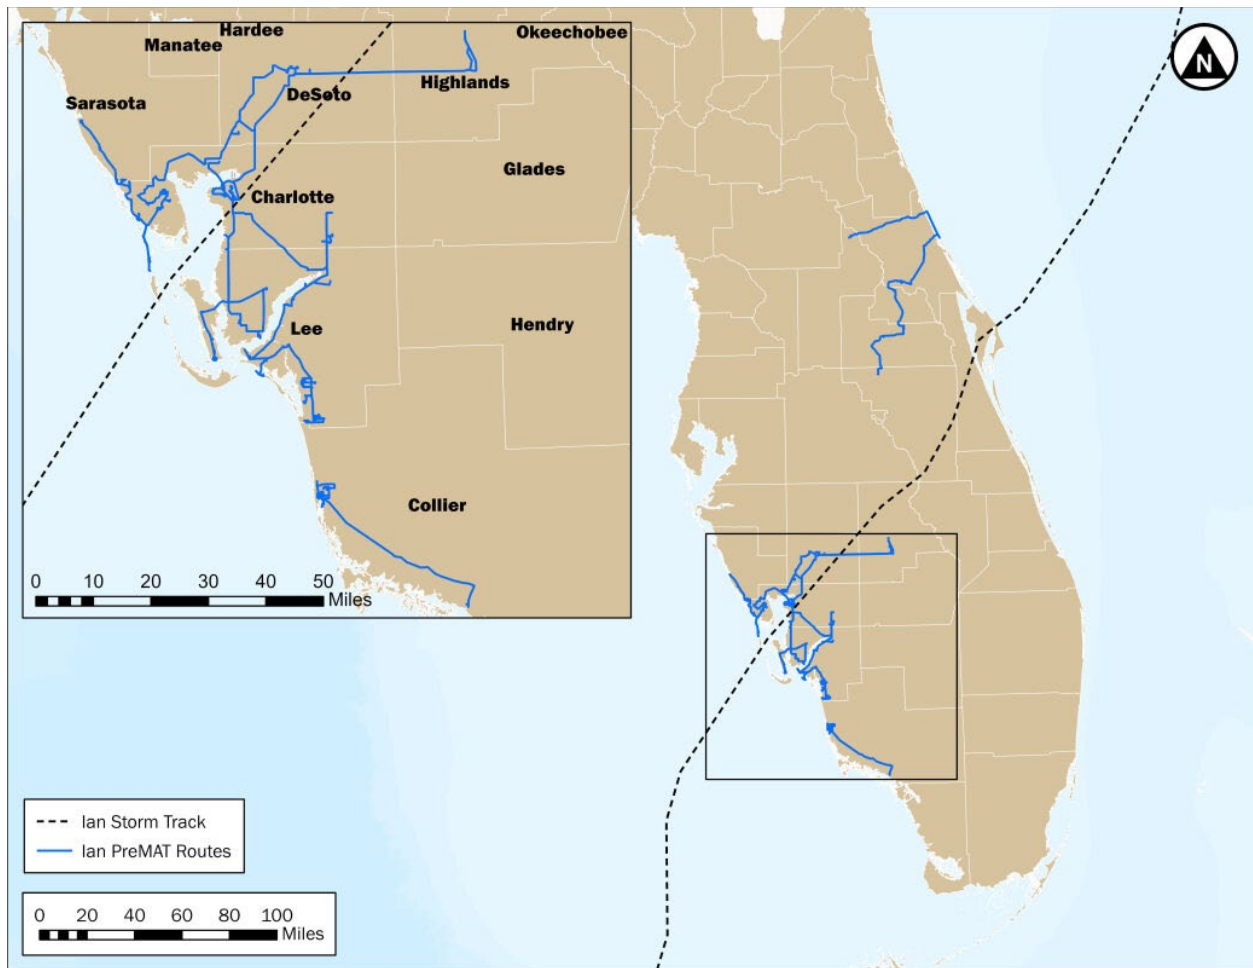 Hardee
Okeechobee
Manatee
N
Highlands
DeSoto
Sarasota
Glades
Charlotte
Hendry
Lee
Collier
0 10 20 30 40 50
Miles
Ian Storm Track
Ian PreMAT Routes
0 20 40 60 80 100
Miles